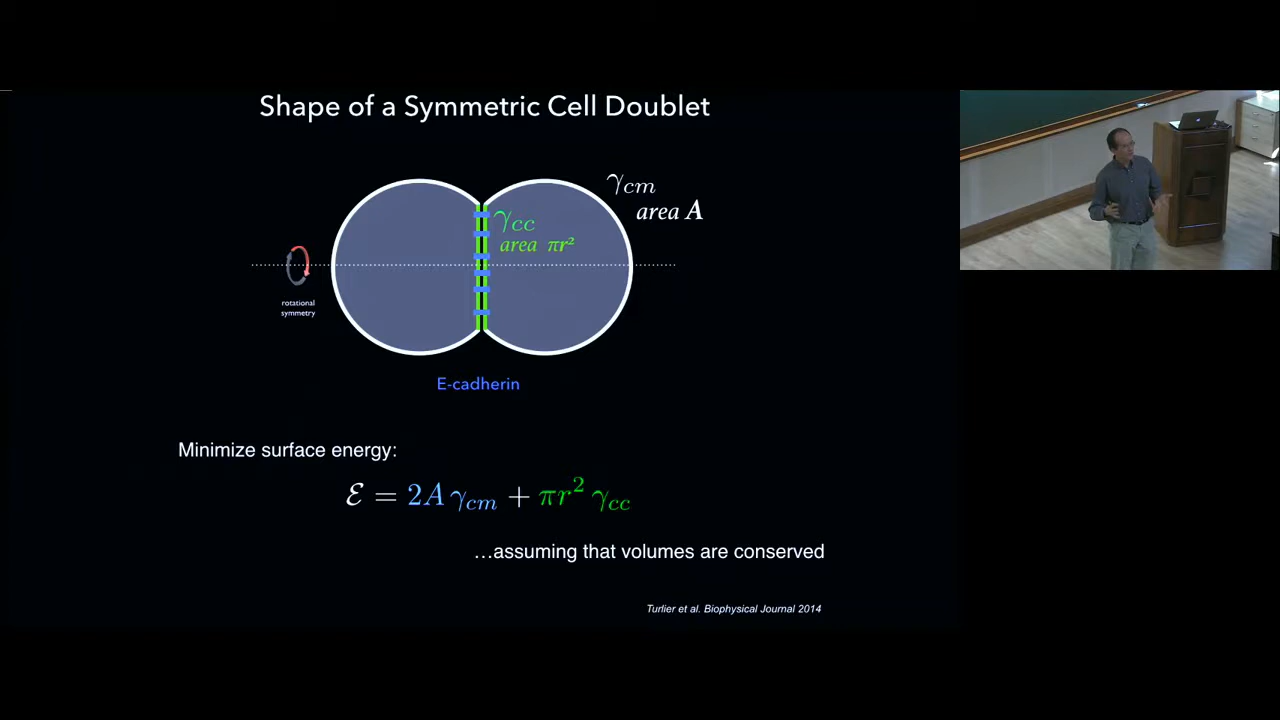 Shape of a Symmetric Cell Doublet
γcm
area A
γcc
area πr²
rotational
symmetry
E-cadherin
Minimize surface energy:
ℰ = 2A γcm + πr² γcc
…assuming that volumes are conserved
Turlier et al. Biophysical Journal 2014